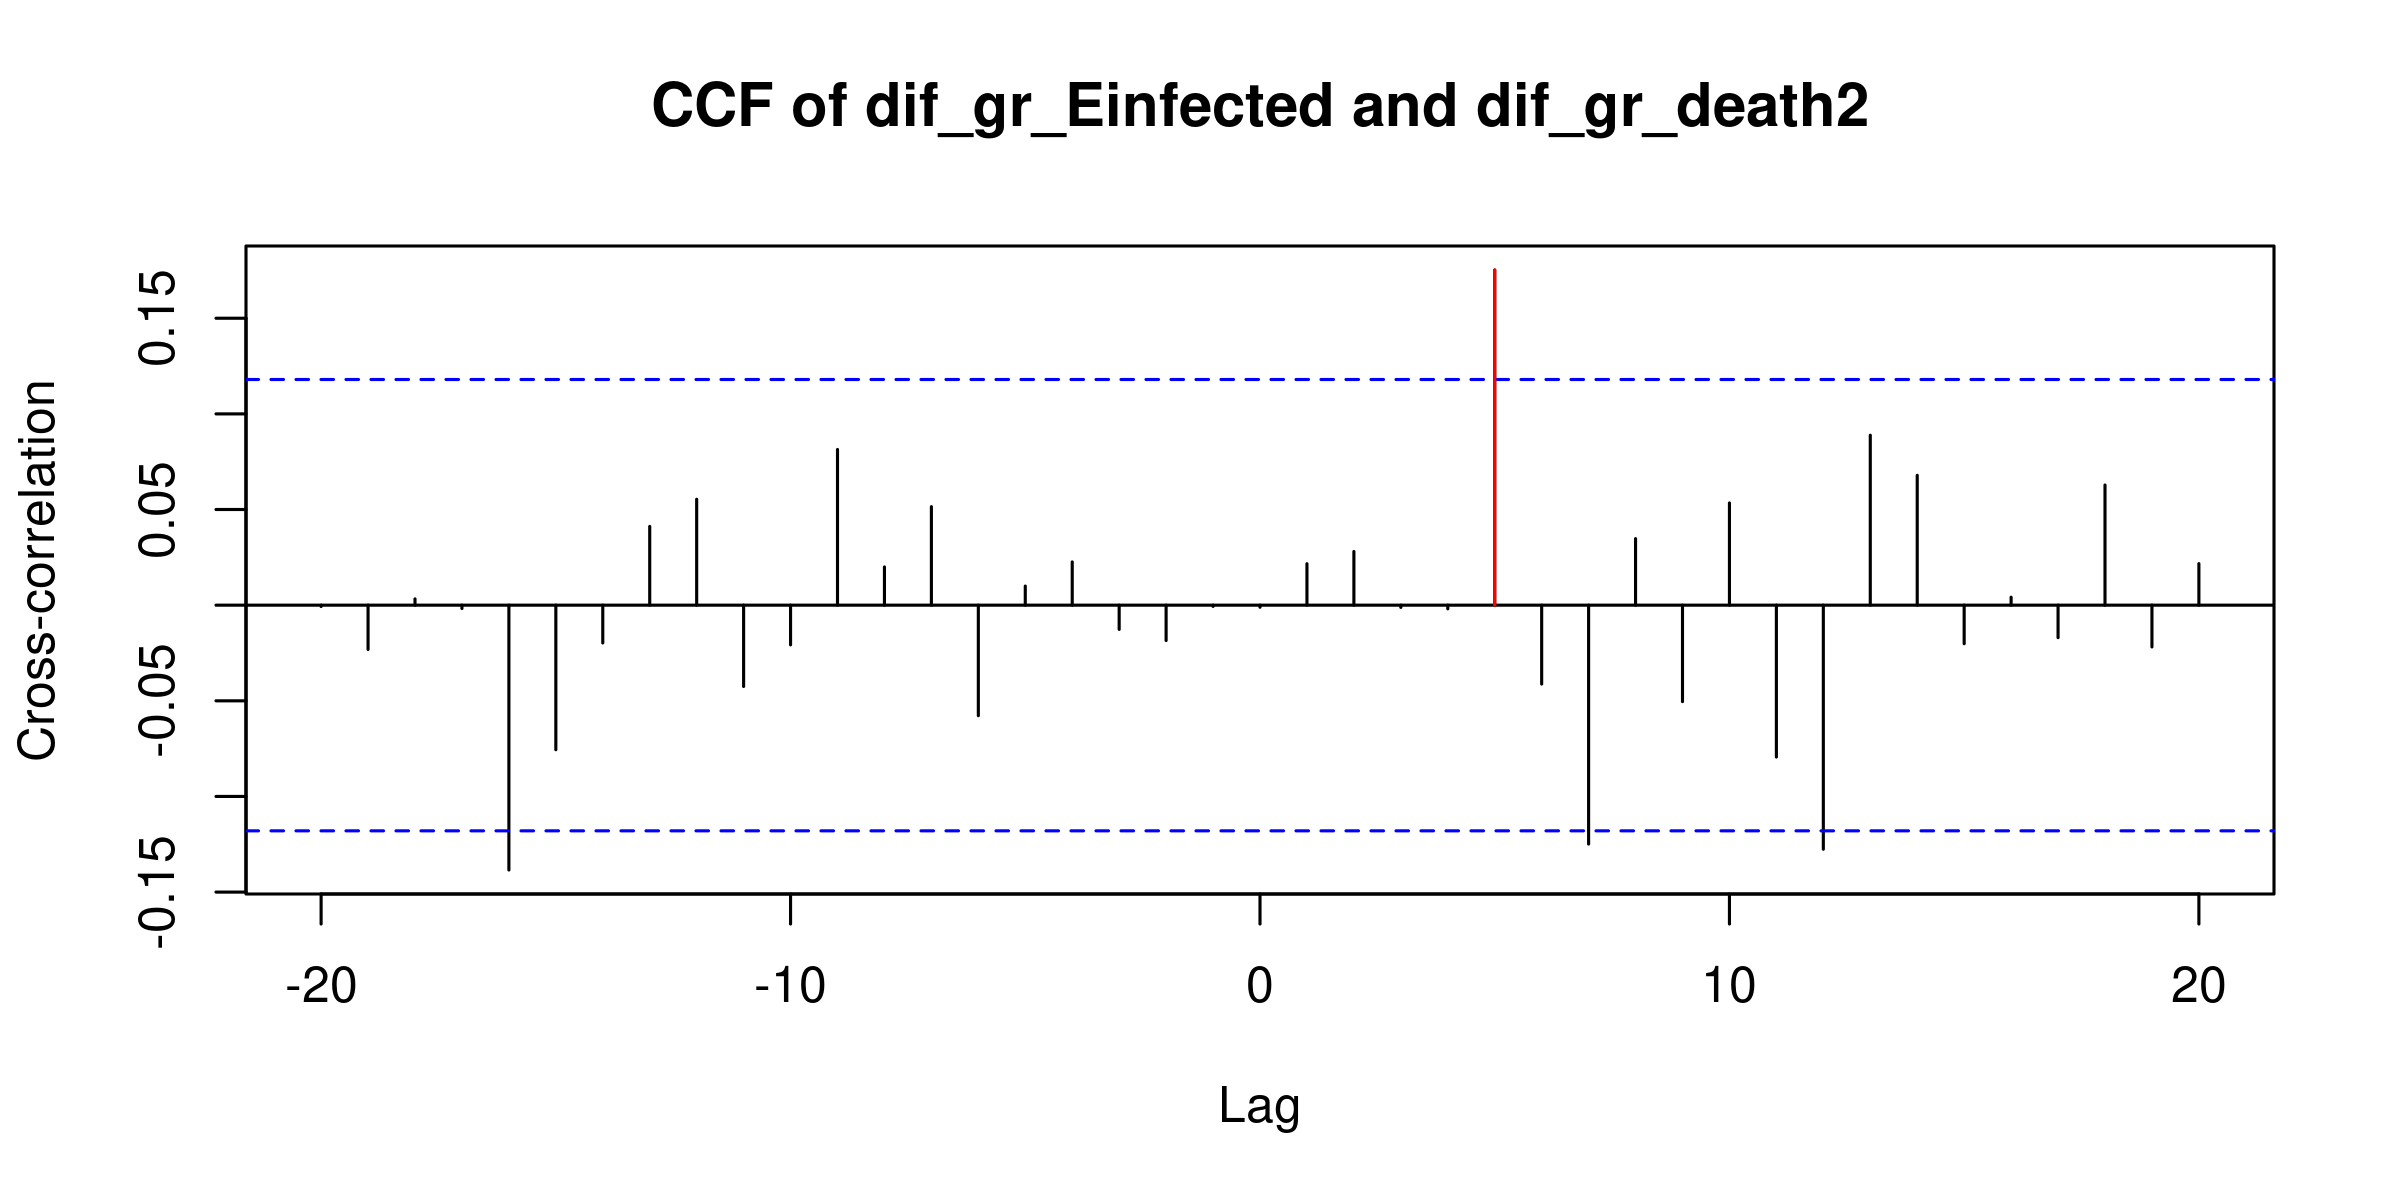 CCF of dif_gr_Einfected and dif_gr_death2
Cross-correlation
0.15
0.05
-0.05
-0.15
-20 -10 0 10 20
Lag